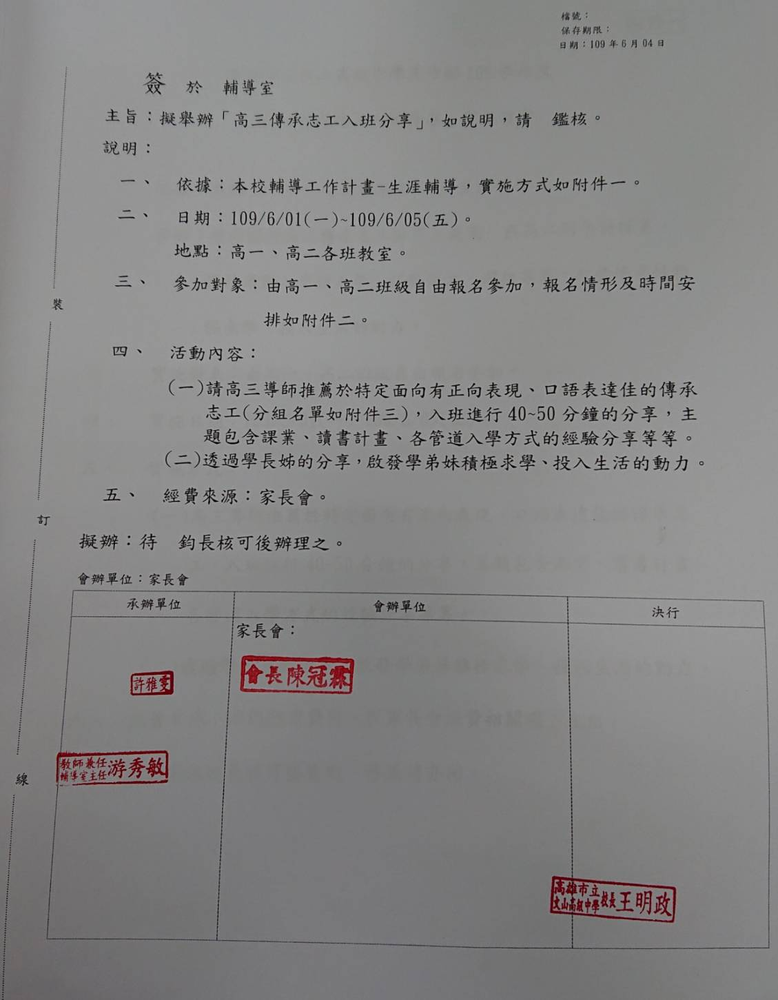 檔號：
保存期限：
日期：109 年 6 月 04 日
簽 於 輔導室
主旨：擬舉辦「高三傳承志工入班分享」，如說明，請 鑑核。
說明：
一、 依據：本校輔導工作計畫-生涯輔導，實施方式如附件一。
二、 日期：109/6/01(一)~109/6/05(五)。
地點：高一、高二各班教室。
三、 參加對象：由高一、高二班級自由報名參加，報名情形及時間安
排如附件二。
四、 活動內容：
(一)請高三導師推薦於特定面向有正向表現、口語表達佳的傳承
志工(分組名單如附件三)，入班進行 40~50 分鐘的分享，主
題包含課業、讀書計畫、各管道入學方式的經驗分享等等。
(二)透過學長姊的分享，啟發學弟妹積極求學、投入生活的動力。
五、 經費來源：家長會。
擬辦：待 鈞長核可後辦理之。
會辦單位：家長會
承辦單位 會辦單位 決行
家長會：
許雅雯
會長陳冠霖
教師兼任
輔導室主任 游秀敏
高雄市立
文山高級中學 校長 王明政
裝
訂
線